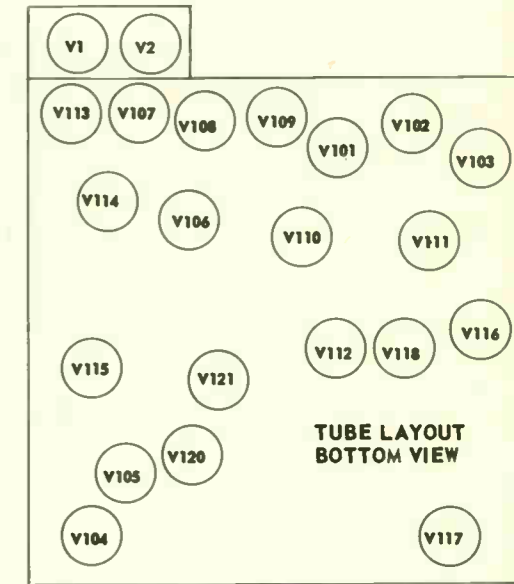 V1 V2
V113 V107 V108 V109 V101 V102 V103
V114 V106 V110 V111
V115 V121 V112 V118 V116
TUBE LAYOUT
BOTTOM VIEW
V105 V120
V104 V117